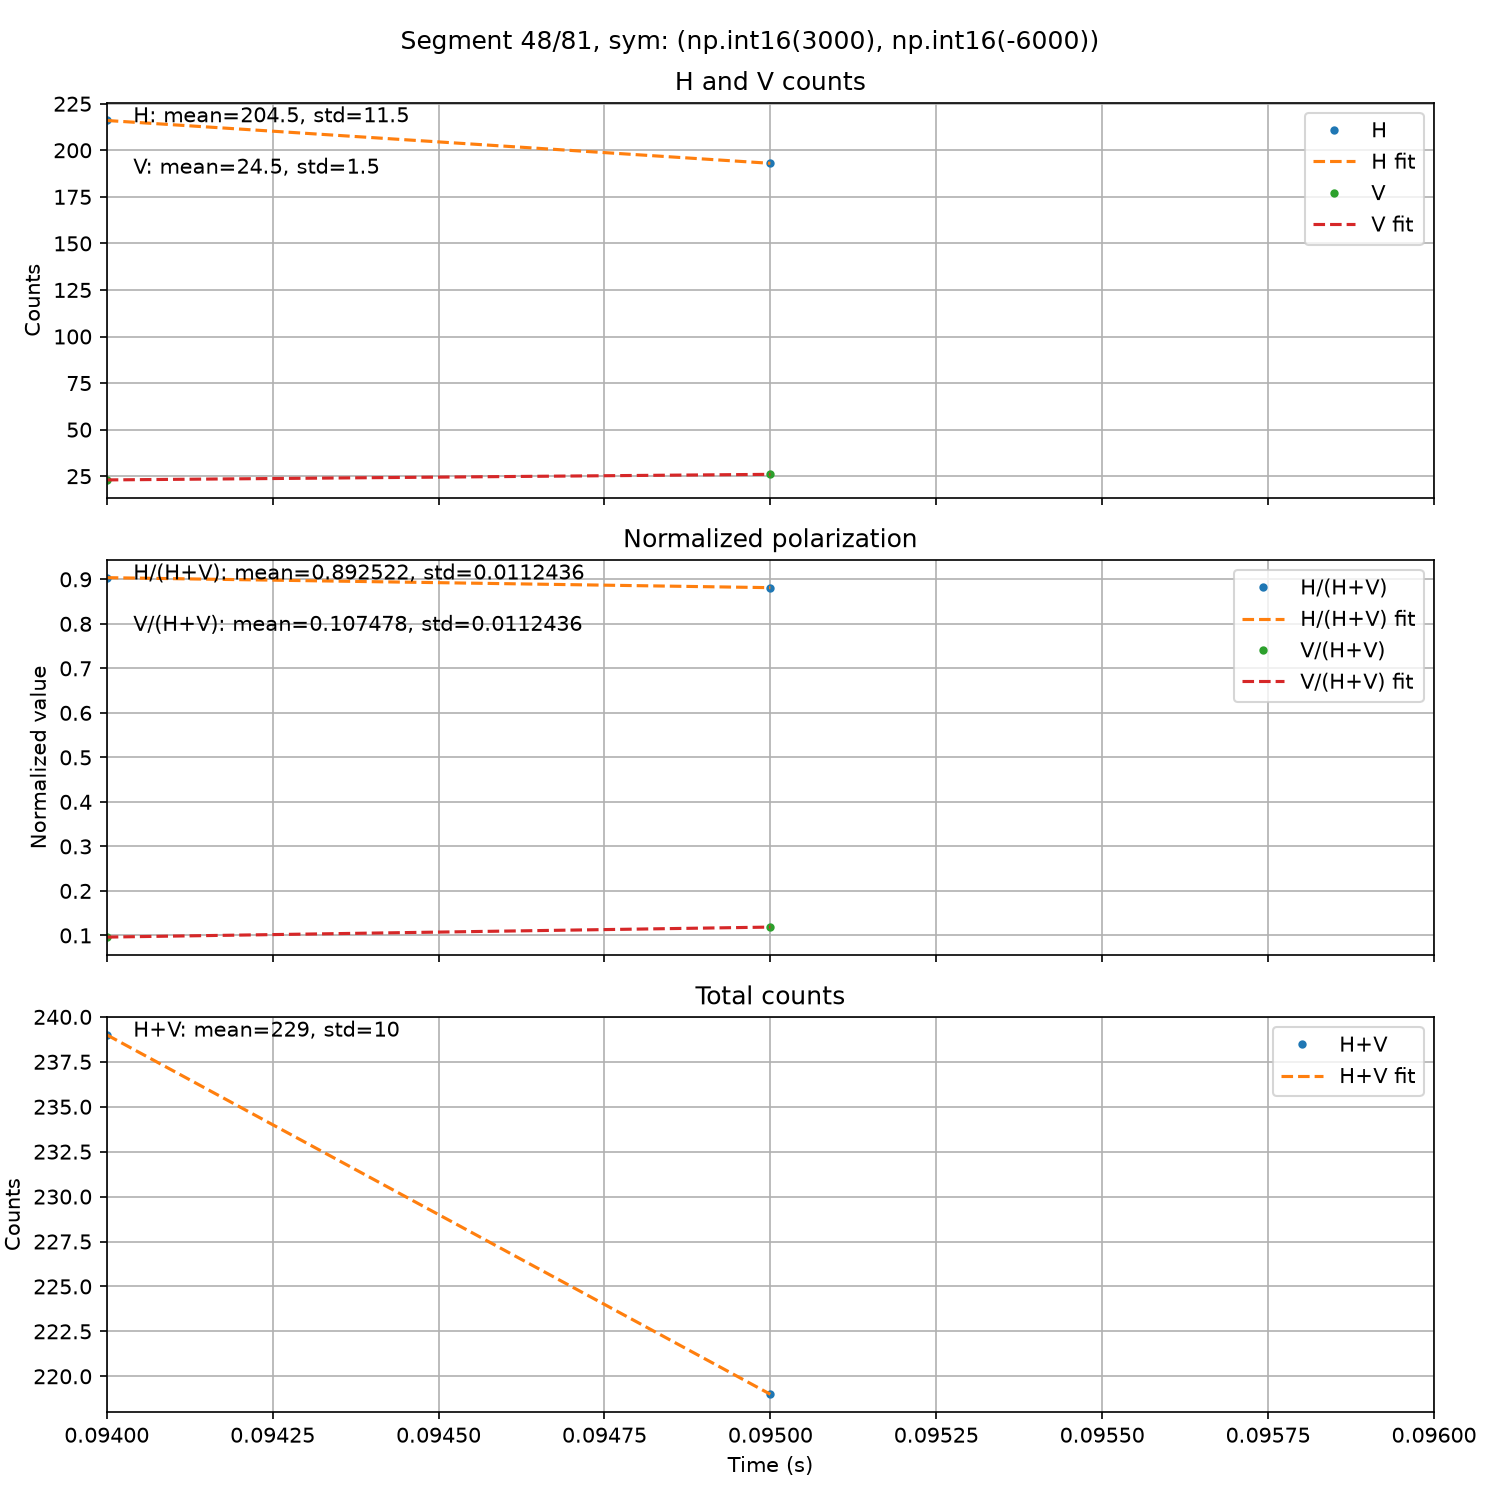 Segment 48/81, sym: (np.int16(3000), np.int16(-6000))
H and V counts
225
200
175
150
125
100
75
50
25
Counts
H: mean=204.5, std=11.5
V: mean=24.5, std=1.5
H
H fit
V
V fit
Normalized polarization
0.9
0.8
0.7
0.6
0.5
0.4
0.3
0.2
0.1
Normalized value
H/(H+V): mean=0.892522, std=0.0112436
V/(H+V): mean=0.107478, std=0.0112436
H/(H+V)
H/(H+V) fit
V/(H+V)
V/(H+V) fit
Total counts
240.0
237.5
235.0
232.5
230.0
227.5
225.0
222.5
220.0
Counts
H+V: mean=229, std=10
H+V
H+V fit
0.09400 0.09425 0.09450 0.09475 0.09500 0.09525 0.09550 0.09575 0.09600
Time (s)